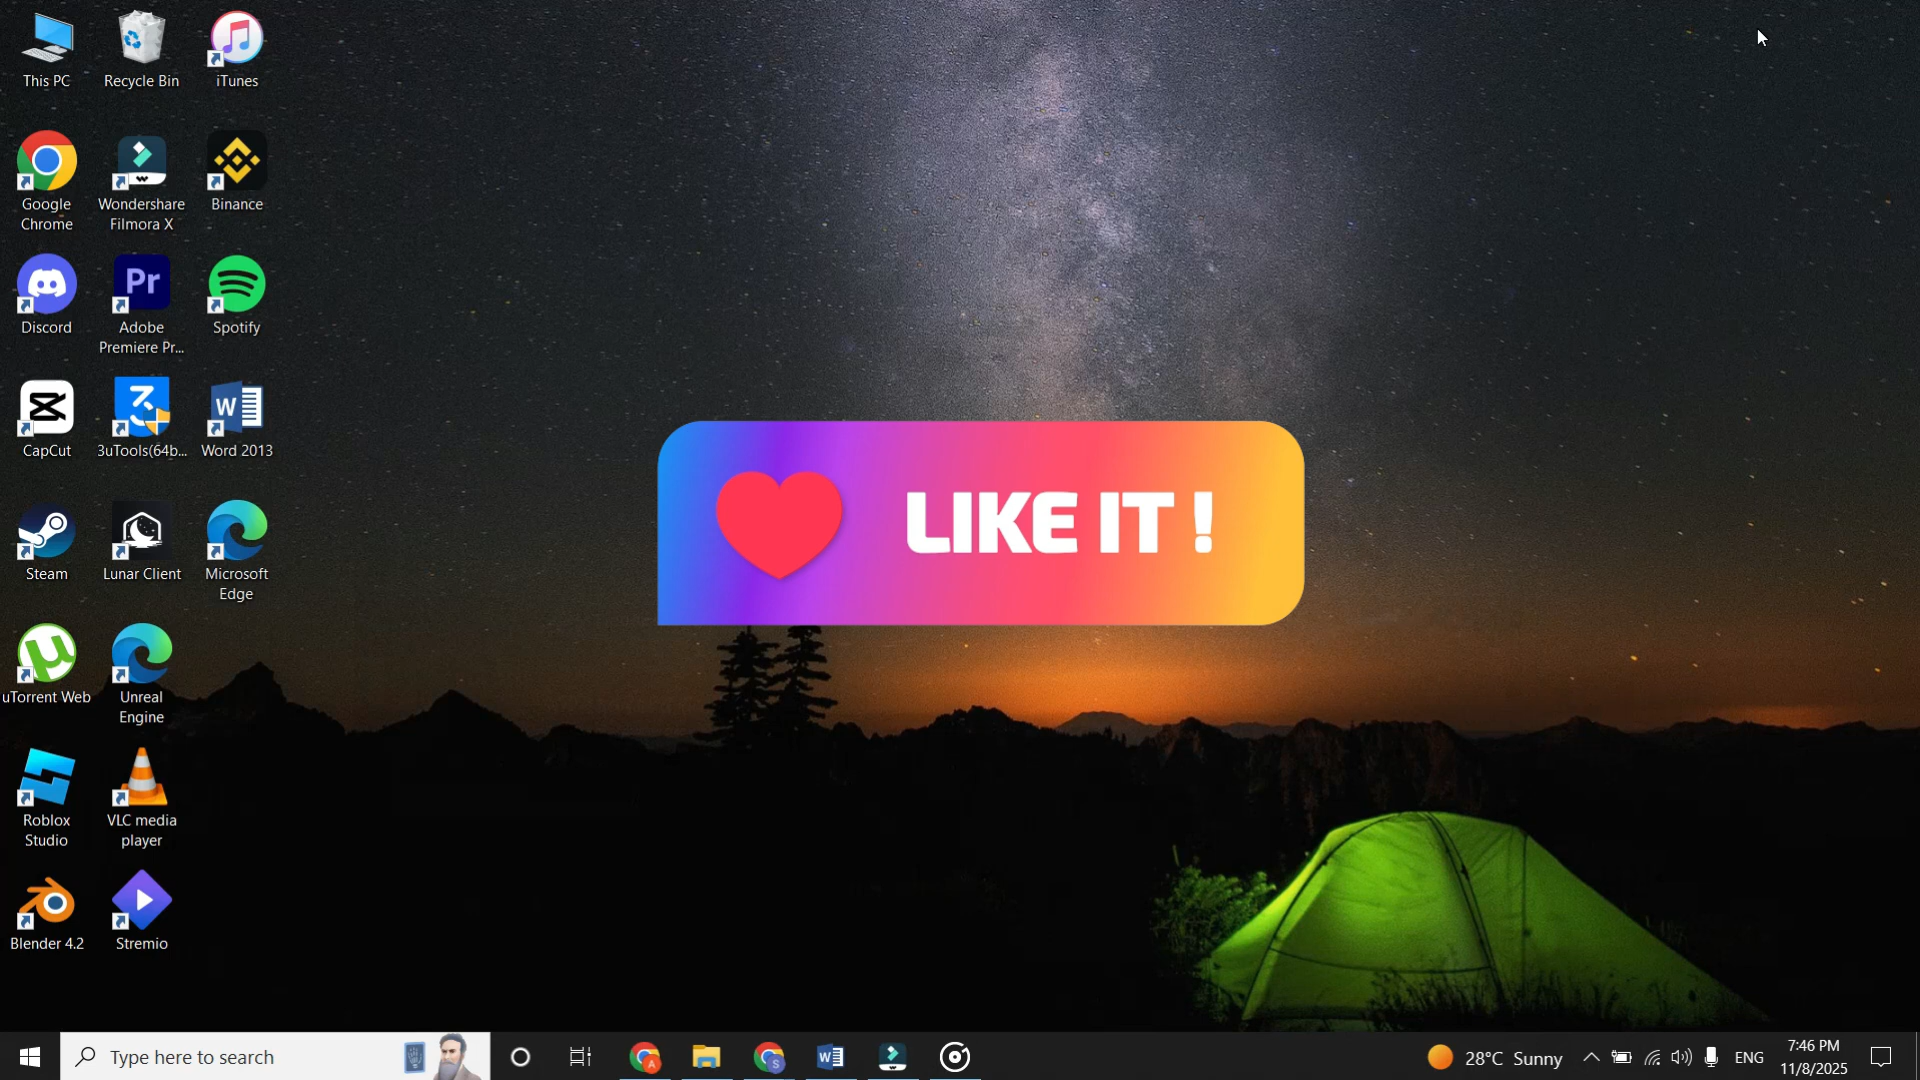 This PC
Recycle Bin
iTunes
Google
Chrome
Wondershare
Filmora X
Binance
Discord
Pr
Adobe
Premiere Pr...
Spotify
CapCut
3uTools(64b...
W
Word 2013
Steam
Lunar Client
Microsoft
Edge
uTorrent Web
Unreal
Engine
Roblox
Studio
VLC media
player
Blender 4.2
Stremio
LIKE IT !
Type here to search
A
S
W
28°C Sunny
ENG
7:46 PM
11/8/2025